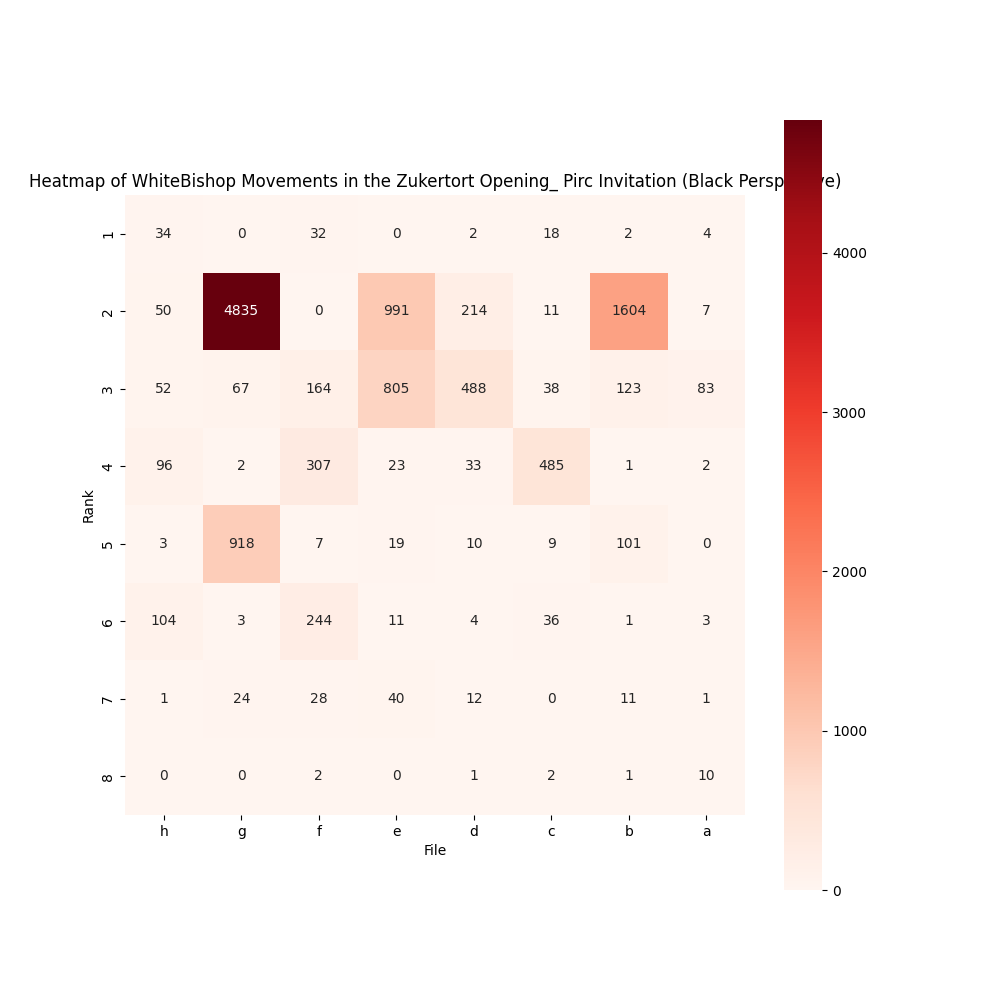 Heatmap of WhiteBishop Movements in the Zukertort Opening_ Pirc Invitation (Black Persp ve)
1 34 0 32 0 2 18 2 4
4000
2 50 4835 0 991 214 11 1604 7
3 52 67 164 805 488 38 123 83
3000
4 96 2 307 23 33 485 1 2
Rank
5 3 918 7 19 10 9 101 0
2000
6 104 3 244 11 4 36 1 3
7 1 24 28 40 12 0 11 1
1000
8 0 0 2 0 1 2 1 10
h g f e d c b a
File
0